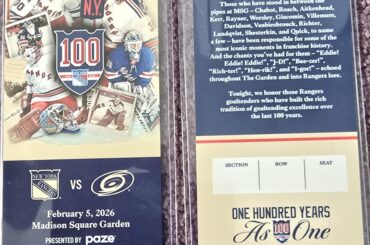 NY
100
NEW YORK
RANGERS
VS
February 5, 2026
Madison Square Garden
PRESENTED BY paze
Those who have stood in between the
pipes at MSG – Chabot, Roach, Aitkenhead,
Kerr, Rayner, Worsley, Giacomin, Villemure,
Davidson, Vanbiesbrouck, Richter,
Lundqvist, Shesterkin, and Quick, to name
a few – have been responsible for some of the
most iconic moments in franchise history.
And the chants you've had for them – "Eddie!
Eddie! Eddie!", "J-D!", "Bee-zer!",
"Rich-ter!", "Hen-rik!" and "I-gor!" – echoed
throughout The Garden and into Rangers lore.
Tonight, we honor those Rangers
goaltenders who have built the rich
tradition of goaltending excellence over
the last 100 years.
SECTION ROW SEAT
ONE HUNDRED YEARS
As 100 One